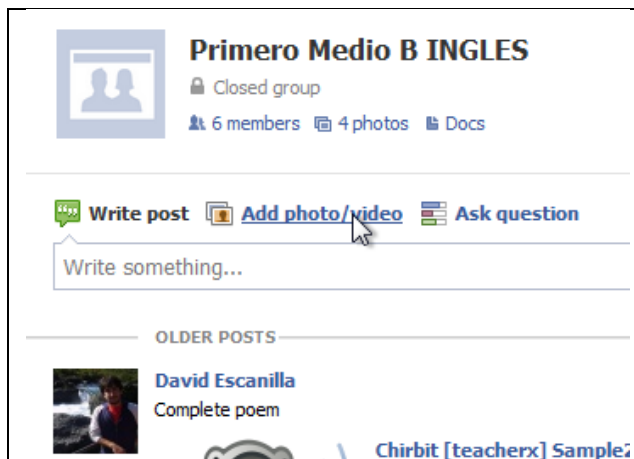 Primero Medio B INGLES
Closed group
6 members 4 photos Docs
Write post Add photo/video Ask question
Write something...
OLDER POSTS
David Escanilla
Complete poem
Chirbit [teacherx] Sample2